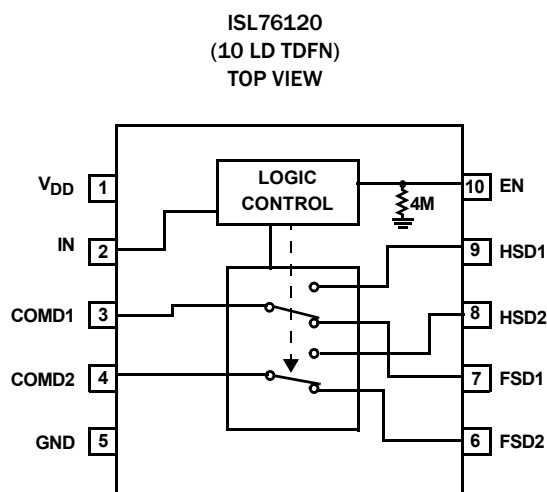 ISL76120
(10 LD TDFN)
TOP VIEW
VDD 1
IN 2
COMD1 3
COMD2 4
GND 5
LOGIC
CONTROL
4M
10 EN
9 HSD1
8 HSD2
7 FSD1
6 FSD2